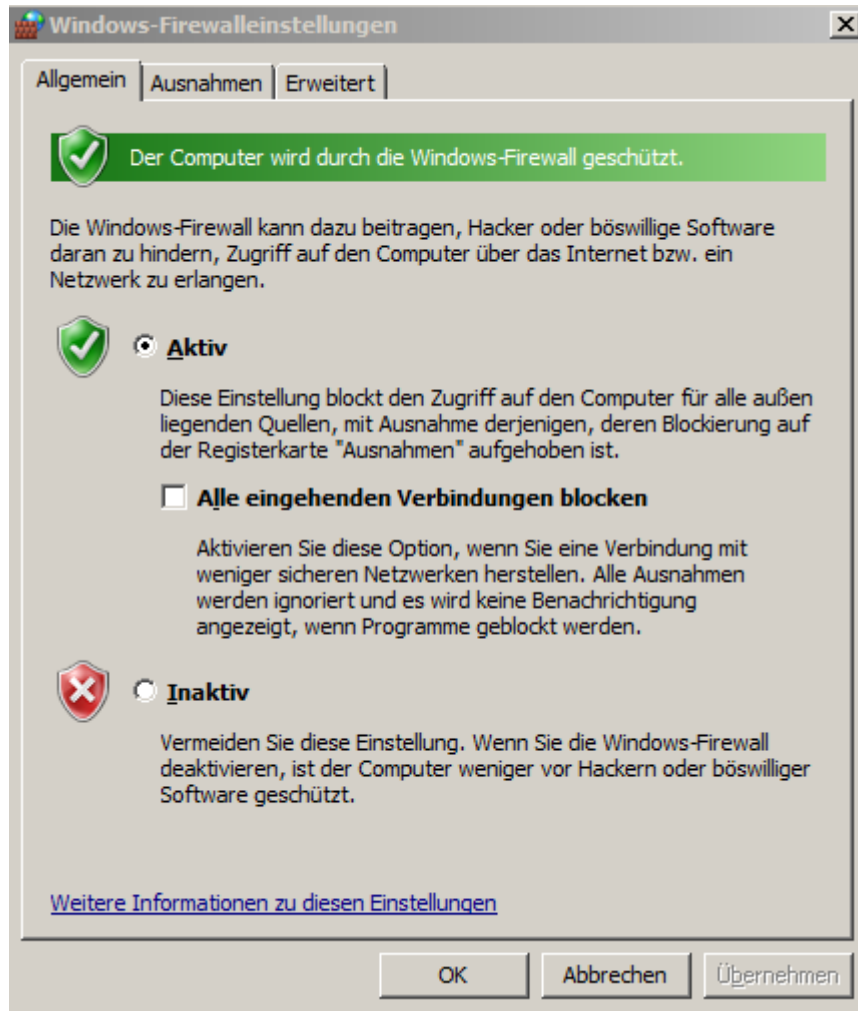 Windows-Firewalleinstellungen
Allgemein Ausnahmen Erweitert
Der Computer wird durch die Windows-Firewall geschützt.
Die Windows-Firewall kann dazu beitragen, Hacker oder böswillige Software
daran zu hindern, Zugriff auf den Computer über das Internet bzw. ein
Netzwerk zu erlangen.
Aktiv
Diese Einstellung blockt den Zugriff auf den Computer für alle außen
liegenden Quellen, mit Ausnahme derjenigen, deren Blockierung auf
der Registerkarte "Ausnahmen" aufgehoben ist.
Alle eingehenden Verbindungen blocken
Aktivieren Sie diese Option, wenn Sie eine Verbindung mit
weniger sicheren Netzwerken herstellen. Alle Ausnahmen
werden ignoriert und es wird keine Benachrichtigung
angezeigt, wenn Programme geblockt werden.
Inaktiv
Vermeiden Sie diese Einstellung. Wenn Sie die Windows-Firewall
deaktivieren, ist der Computer weniger vor Hackern oder böswilliger
Software geschützt.
Weitere Informationen zu diesen Einstellungen
OK Abbrechen Übernehmen